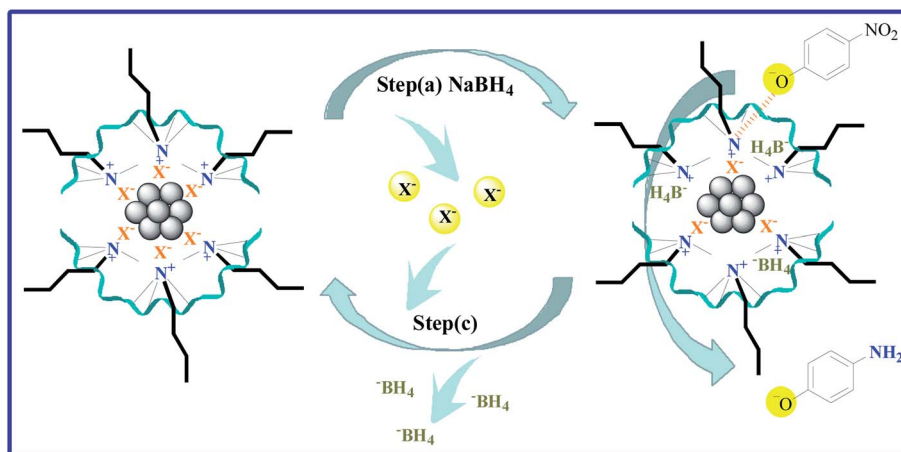 Step(a) NaBH₄
X⁻
X⁻
X⁻
Step(c)
⁻BH₄
⁻BH₄
⁻BH₄
N⁺
N⁺ X⁻ N⁺
X⁻ X⁻
X⁻ X⁻
N⁺ X⁻ N⁺
N⁺
NO₂
⁻O
N⁺ H₄B⁻
N⁺ X⁻ N⁺
H₄B⁻
X⁻ X⁻
N⁺ N⁺
N⁺ ⁻BH₄
NH₂
⁻O